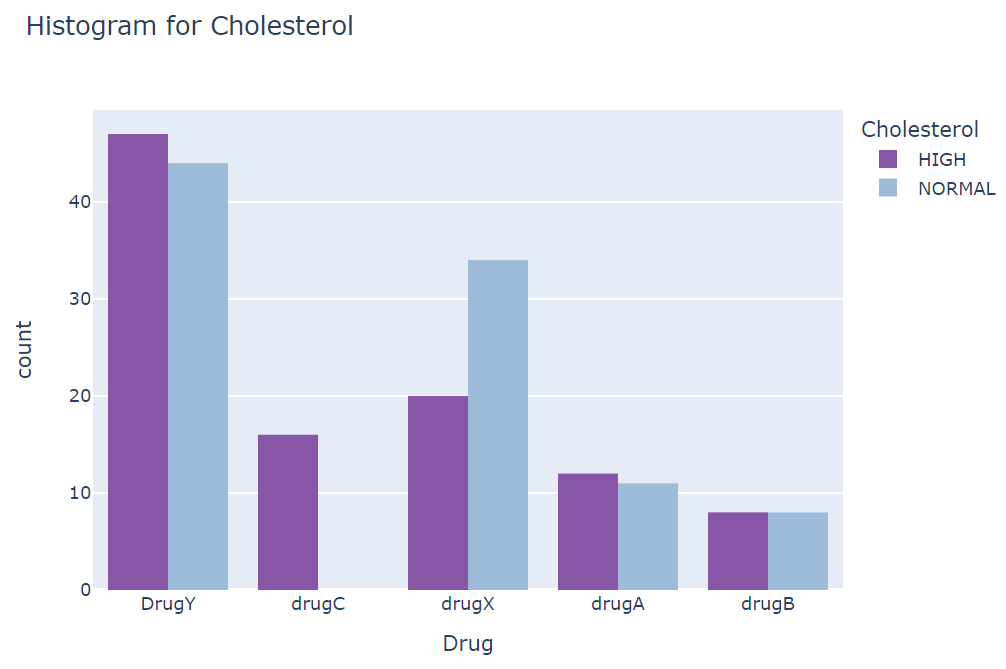 Histogram for Cholesterol
Cholesterol
HIGH
NORMAL
count
40
30
20
10
0
DrugY drugC drugX drugA drugB
Drug